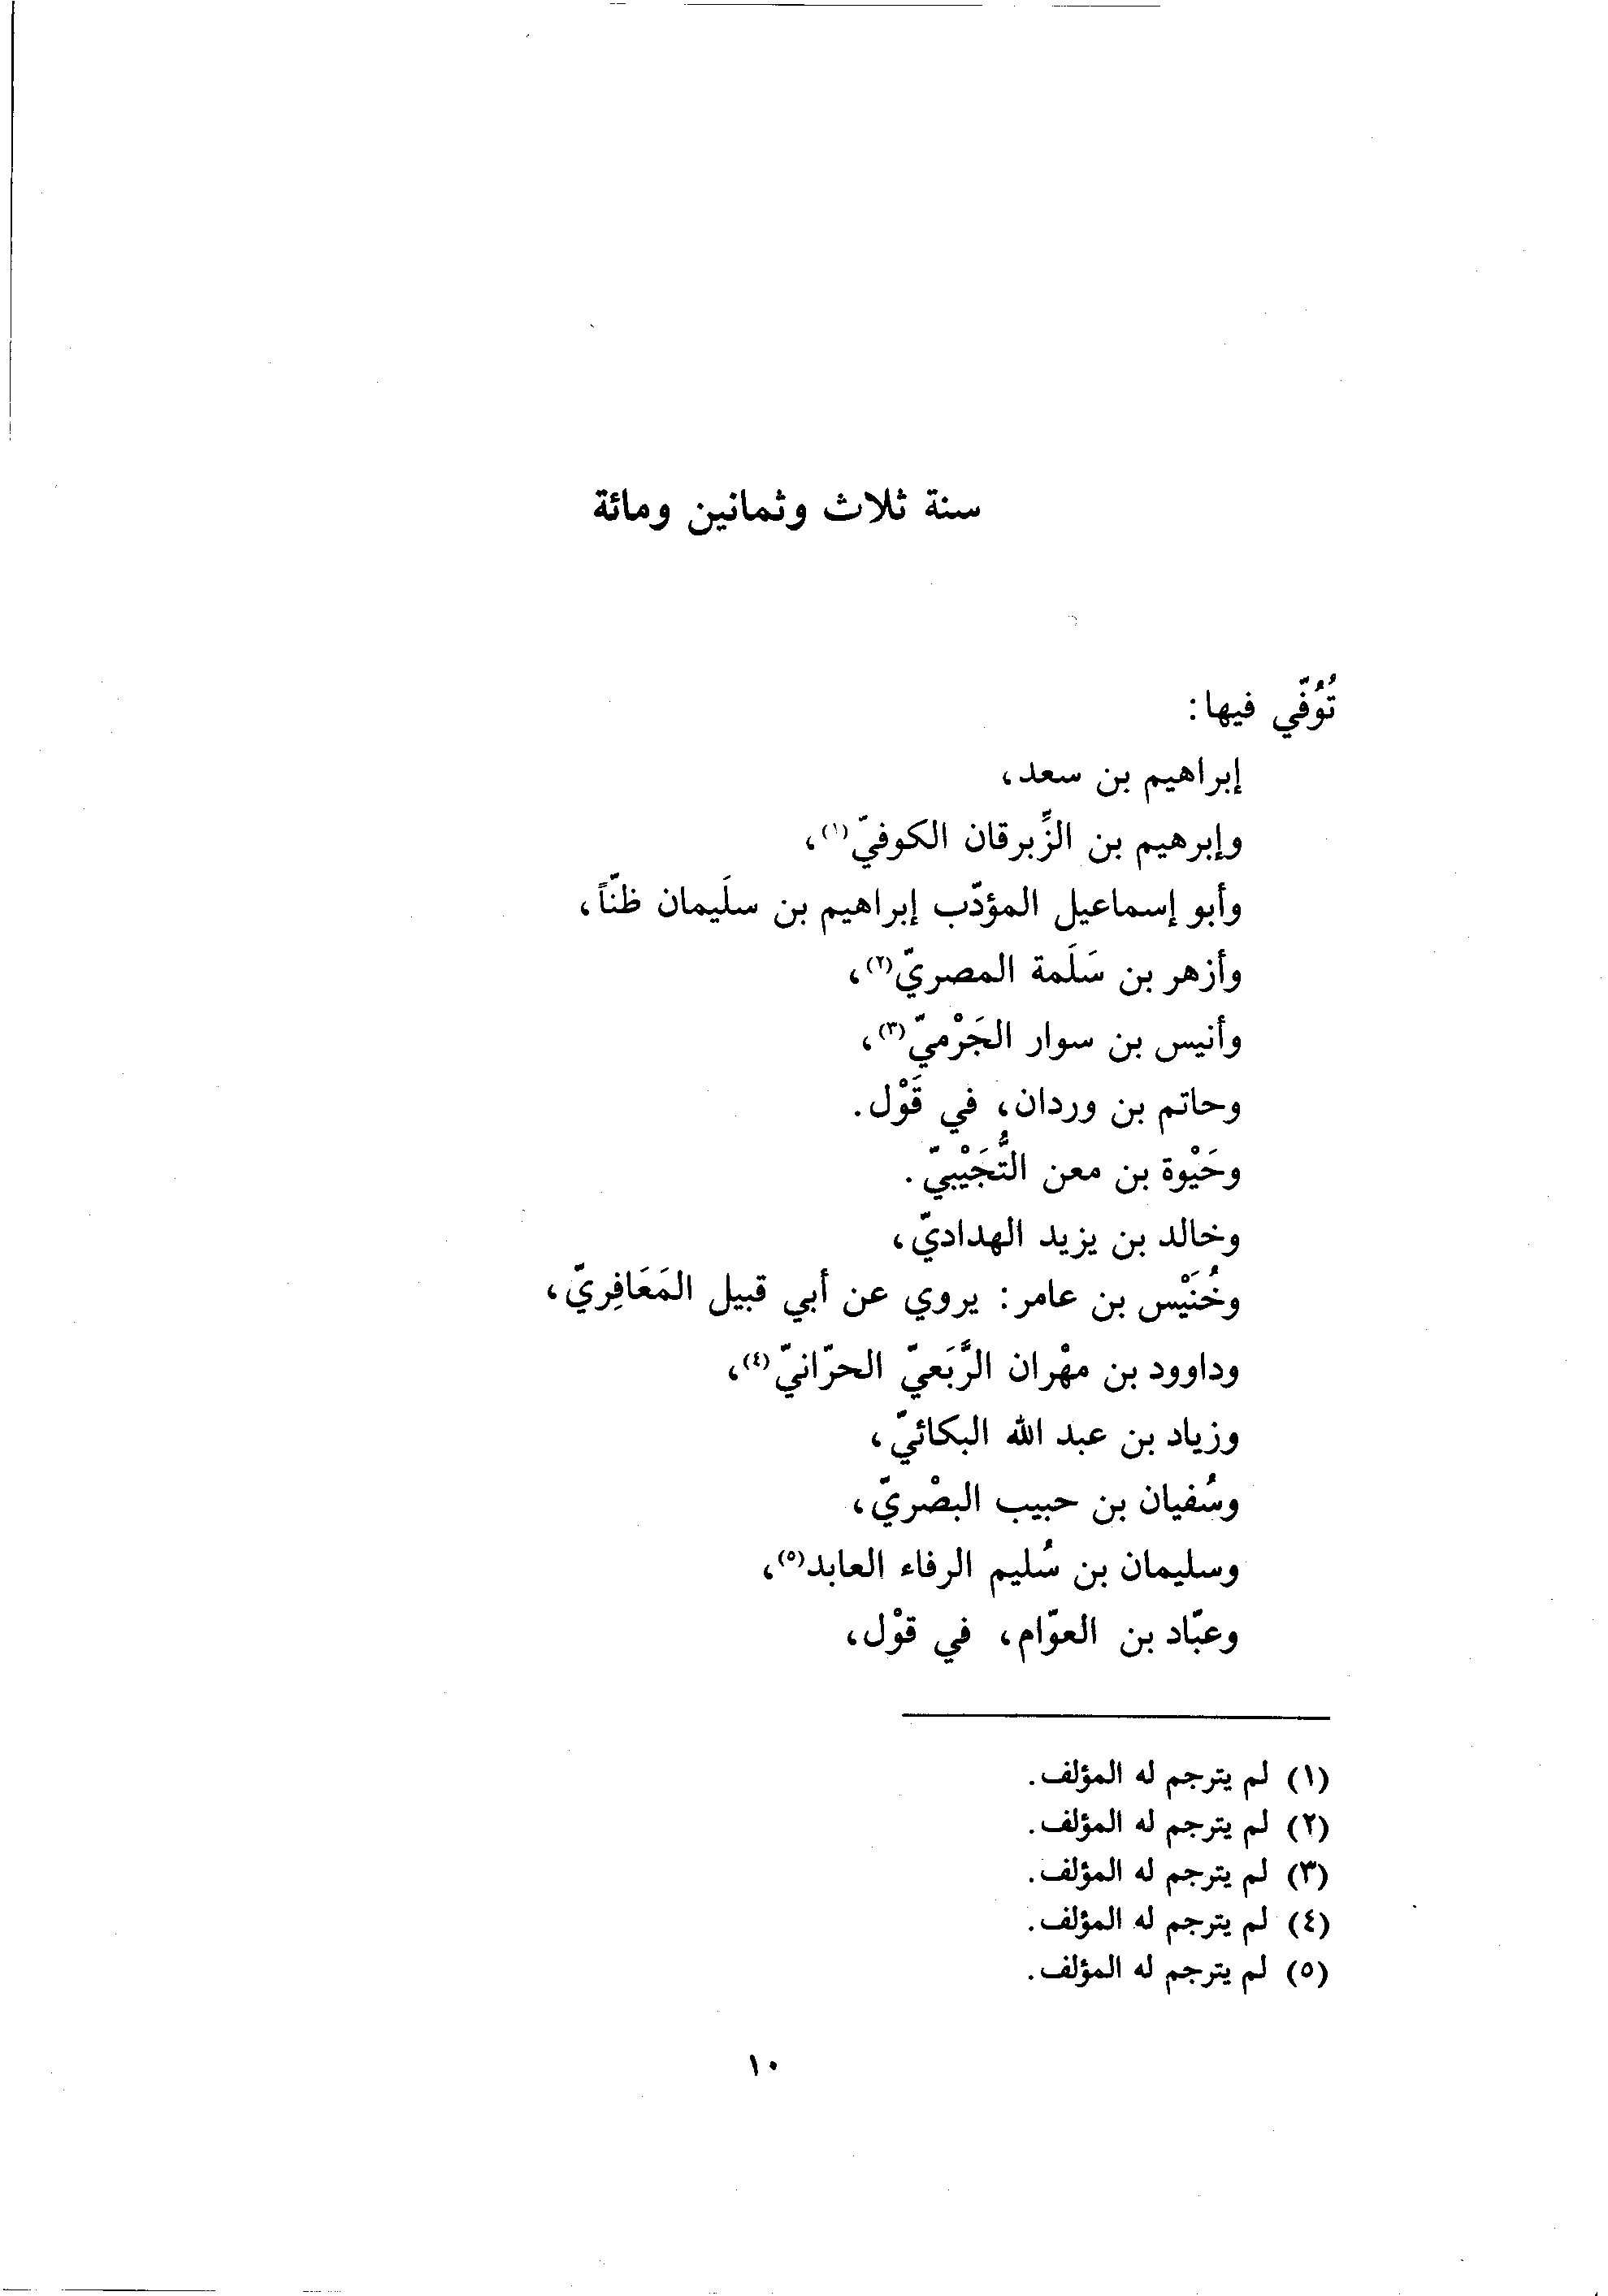 سنة ثلاث وثمانين ومائة
تُوُفّي فيها:
إبراهيم بن سعد،
وإبرهيم بن الزِّبرقان الكوفيّ(١)،
وأبو إسماعيل المؤدّب إبراهيم بن سلَيمان ظنّاً،
وأزهر بن سَلَمة المصريّ(٢)،
وأنيس بن سوار الجَرْميّ(٣)،
وحاتم بن وردان، في قَوْل.
وحَيْوة بن معن التُّجَيْبيّ.
وخالد بن يزيد الهداديّ،
وخُنَيْس بن عامر: يروي عن أبي قبيل المَعَافِريّ،
وداوود بن مهْران الرَّبَعيّ الحرّانيّ(٤)،
وزياد بن عبد الله البكائيّ،
وسُفيان بن حبيب البصْريّ،
وسليمان بن سُليم الرفاء العابد(٥)،
وعبّاد بن العوّام، في قوْل،
(١) لم يترجم له المؤلف.
(٢) لم يترجم له المؤلف.
(٣) لم يترجم له المؤلف.
(٤) لم يترجم له المؤلف.
(٥) لم يترجم له المؤلف.
١٠